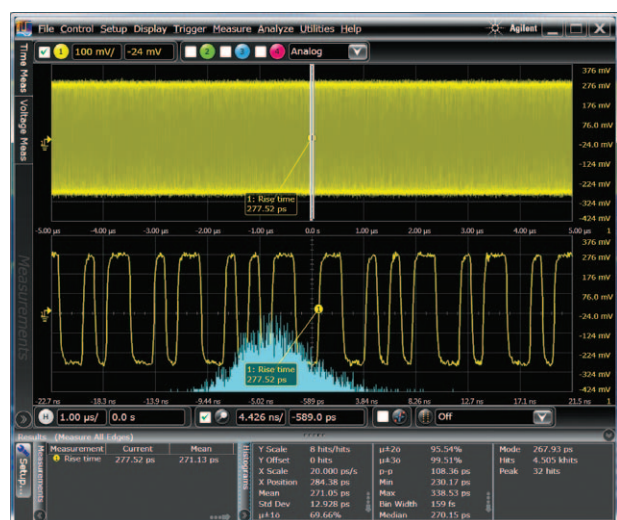 File Control Setup Display Trigger Measure Analyze Utilities Help
Agilent
1 100 mV/ -24 mV 2 3 4 Analog
Time Meas
Voltage Meas
Measurements
376 mV
276 mV
176 mV
76.0 mV
-24.0 mV
-124 mV
-224 mV
-324 mV
-424 mV
1: Rise time
277.52 ps
-5.00 µs -4.00 µs -3.00 µs -2.00 µs -1.00 µs 0.0 s 1.00 µs 2.00 µs 3.00 µs 4.00 µs 5.00 µs 1
376 mV
276 mV
176 mV
76.0 mV
-24.0 mV
-124 mV
-224 mV
-324 mV
-424 mV
1
1: Rise time
277.52 ps
-22.7 ns -18.3 ns -13.9 ns -9.44 ns -5.02 ns -589 ps 3.84 ns 8.26 ns 12.7 ns 17.1 ns 21.5 ns 1
H 1.00 µs/ 0.0 s 4.426 ns/ -589.0 ps Off
Results (Measure All Edges)
Setup...
Measurements
Measurement Current Mean
Rise time 277.52 ps 271.13 ps
Histograms
Y Scale 8 hits/hits µ±2σ 95.54% Mode 267.93 ps
Y Offset 0 hits µ±3σ 99.51% Hits 4.505 khits
X Scale 20.000 ps/s p-p 108.36 ps Peak 32 hits
X Position 284.38 ps Min 230.17 ps
Mean 271.05 ps Max 338.53 ps
Std Dev 12.928 ps Bin Width 159 fs
µ±1σ 69.66% Median 270.15 ps